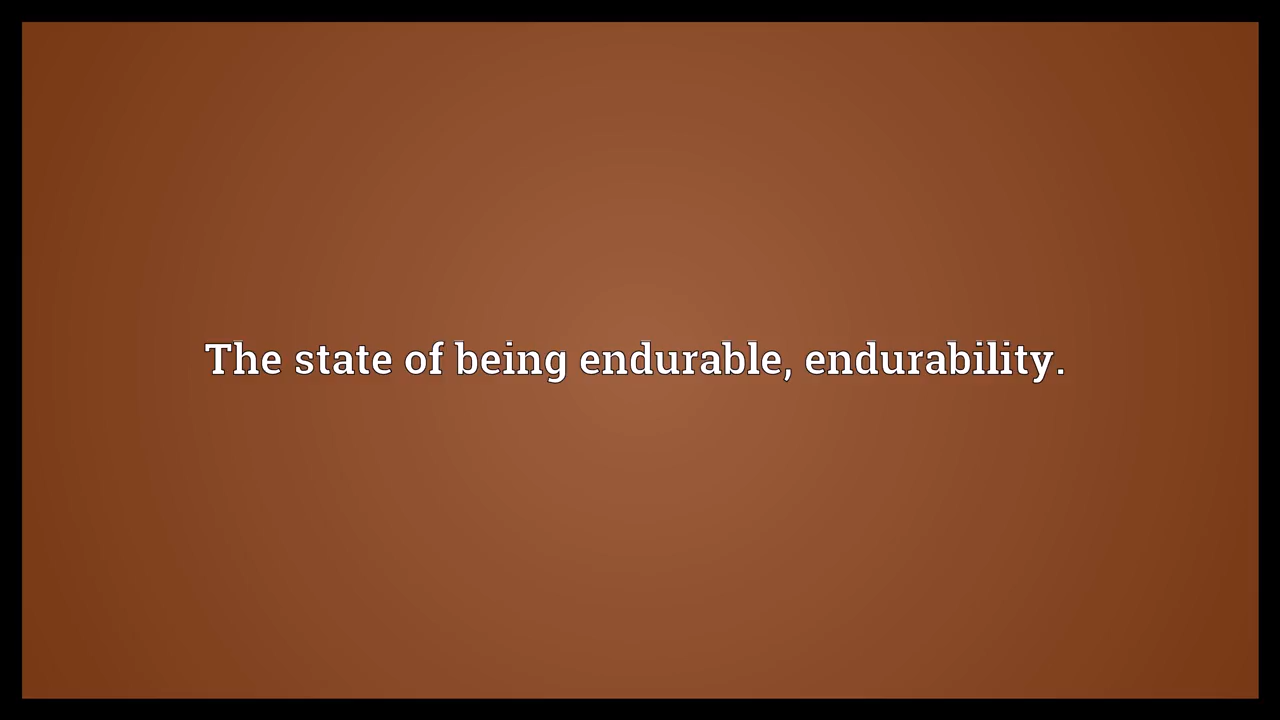 The state of being endurable, endurability.